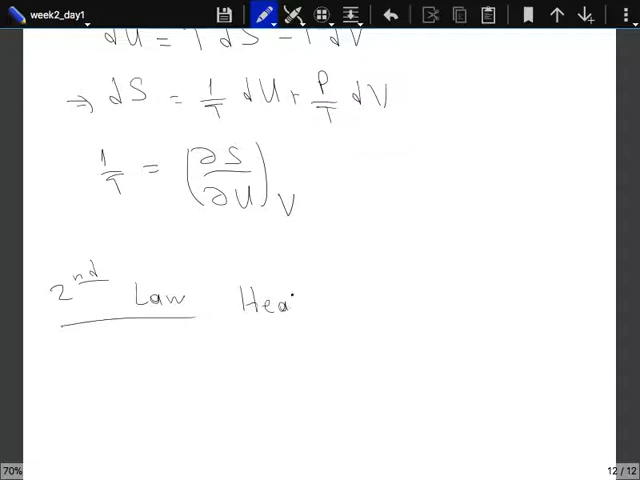 week2_day1
dU = T dS - P dV
⇒ dS = 1/T dU + P/T dV
1/T = (∂S/∂U)_V
2nd Law Hea
70%
12 / 12